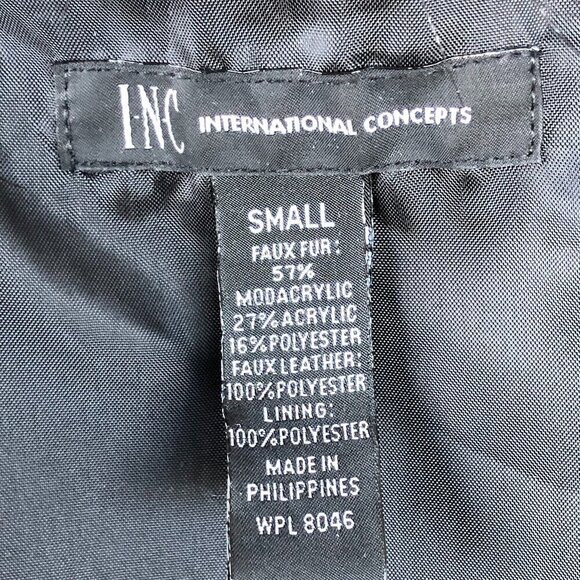 I·N·C INTERNATIONAL CONCEPTS
SMALL
FAUX FUR:
57%
MODACRYLIC
27%ACRYLIC
16%POLYESTER
FAUX LEATHER:
100%POLYESTER
LINING:
100%POLYESTER
MADE IN
PHILIPPINES
WPL 8046